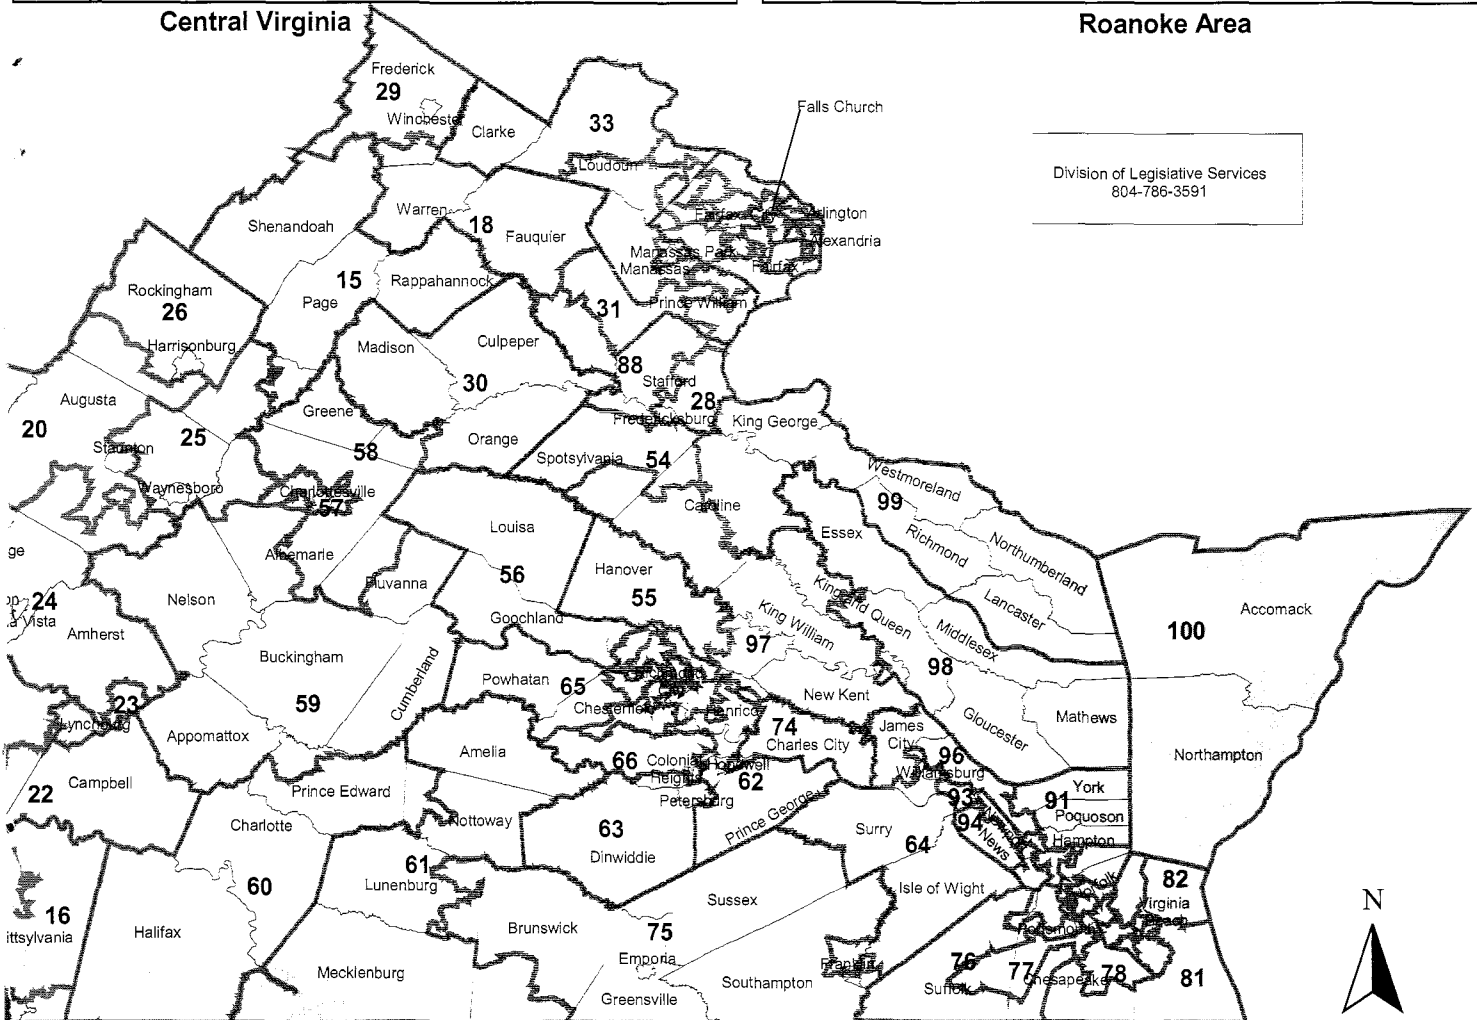 Central Virginia
Roanoke Area
Frederick
29
Winchester
Clarke
33
Falls Church
Loudoun
Division of Legislative Services
804-786-3591
Shenandoah
Warren
18
Fauquier
Fairfax City
Arlington
Alexandria
Manassas Park
Manassas
Fairfax
15
Page
Rappahannock
Rockingham
26
Harrisonburg
31
Prince William
Madison
Culpeper
30
88
Stafford
28
Fredericksburg
King George
Augusta
20
Greene
Staunton
25
58
Orange
Spotsylvania
54
Westmoreland
99
Waynesboro
Charlottesville
57
Caroline
Louisa
Essex
Richmond
Northumberland
ge
Albemarle
Fluvanna
56
Hanover
55
24
a Vista
Amherst
Nelson
Goochland
King and Queen
King William
97
Lancaster
Middlesex
98
100
Accomack
Buckingham
Cumberland
Powhatan
65
59
Chesterfield
Henrico
New Kent
23
Lynchburg
Appomattox
Amelia
74
Charles City
James
City
Gloucester
Mathews
Northampton
66
Colonial
Heights
Hopewell
62
96
Williamsburg
22
Campbell
Prince Edward
Petersburg
Prince George
93
94
Newport
News
91
York
Poquoson
Hampton
Charlotte
Nottoway
63
Dinwiddie
Surry
64
61
Lunenburg
60
Isle of Wight
Norfolk
82
Virginia
Beach
16
ittsylvania
Halifax
Brunswick
Sussex
75
Emporia
Portsmouth
N
Mecklenburg
Greensville
Southampton
Franklin
76
Suffolk
77
Chesapeake
78
81